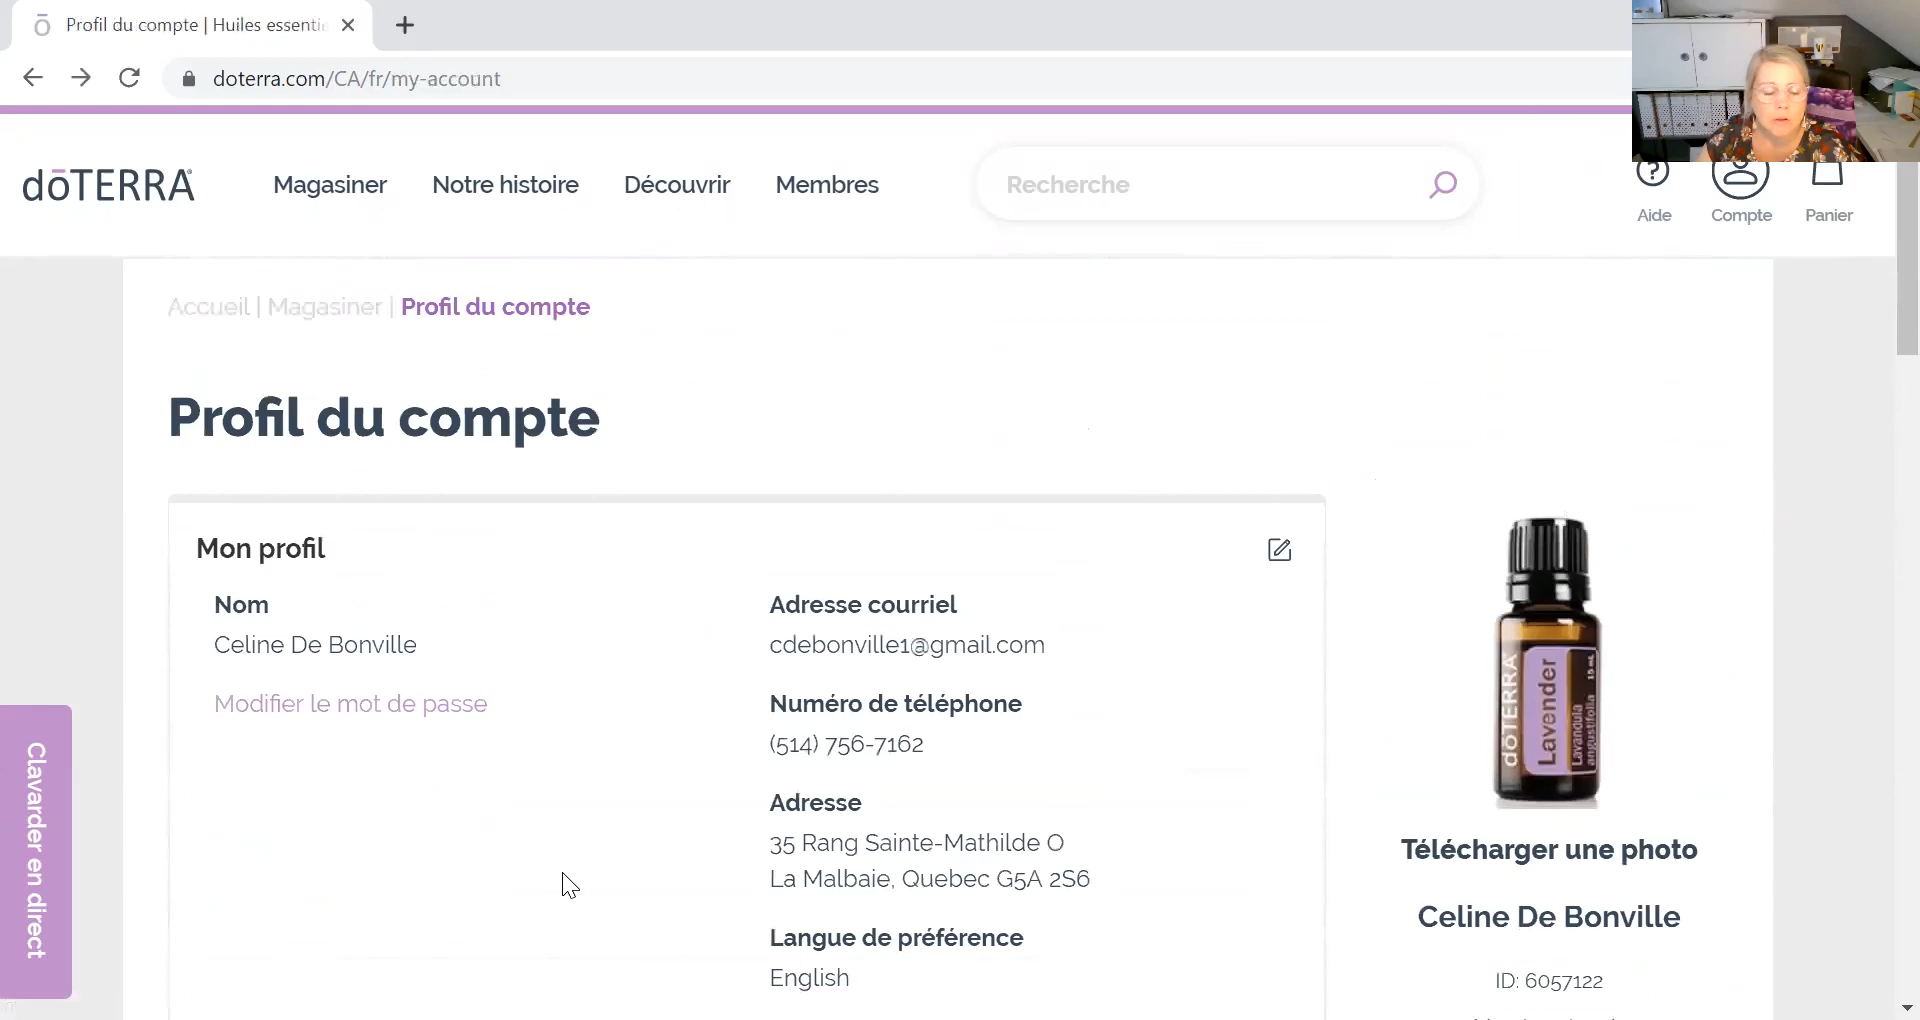 Profil du compte | Huiles essenti
doterra.com/CA/fr/my-account
dōTERRA
Magasiner
Notre histoire
Découvrir
Membres
Recherche
Aide
Compte
Panier
Accueil | Magasiner | Profil du compte
Profil du compte
Mon profil
Nom
Celine De Bonville
Modifier le mot de passe
Adresse courriel
cdebonville1@gmail.com
Numéro de téléphone
(514) 756-7162
Adresse
35 Rang Sainte-Mathilde O
La Malbaie, Quebec G5A 2S6
Langue de préférence
English
dōTERRA
Lavender
Lavandula
angustifolia
15 mL
Télécharger une photo
Celine De Bonville
ID: 6057122
Clavarder en direct